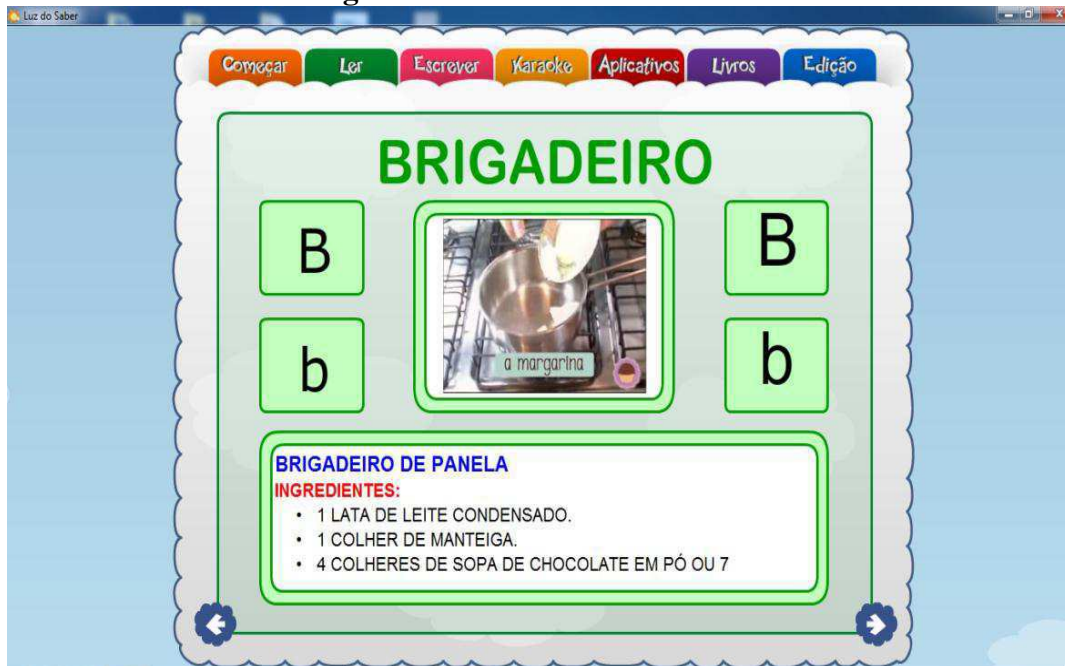 Luz do Saber
Começar Ler Escrever Karaoke Aplicativos Livros Edição
BRIGADEIRO
B
B
a margarina
b
b
BRIGADEIRO DE PANELA
INGREDIENTES:
• 1 LATA DE LEITE CONDENSADO.
• 1 COLHER DE MANTEIGA.
• 4 COLHERES DE SOPA DE CHOCOLATE EM PÓ OU 7